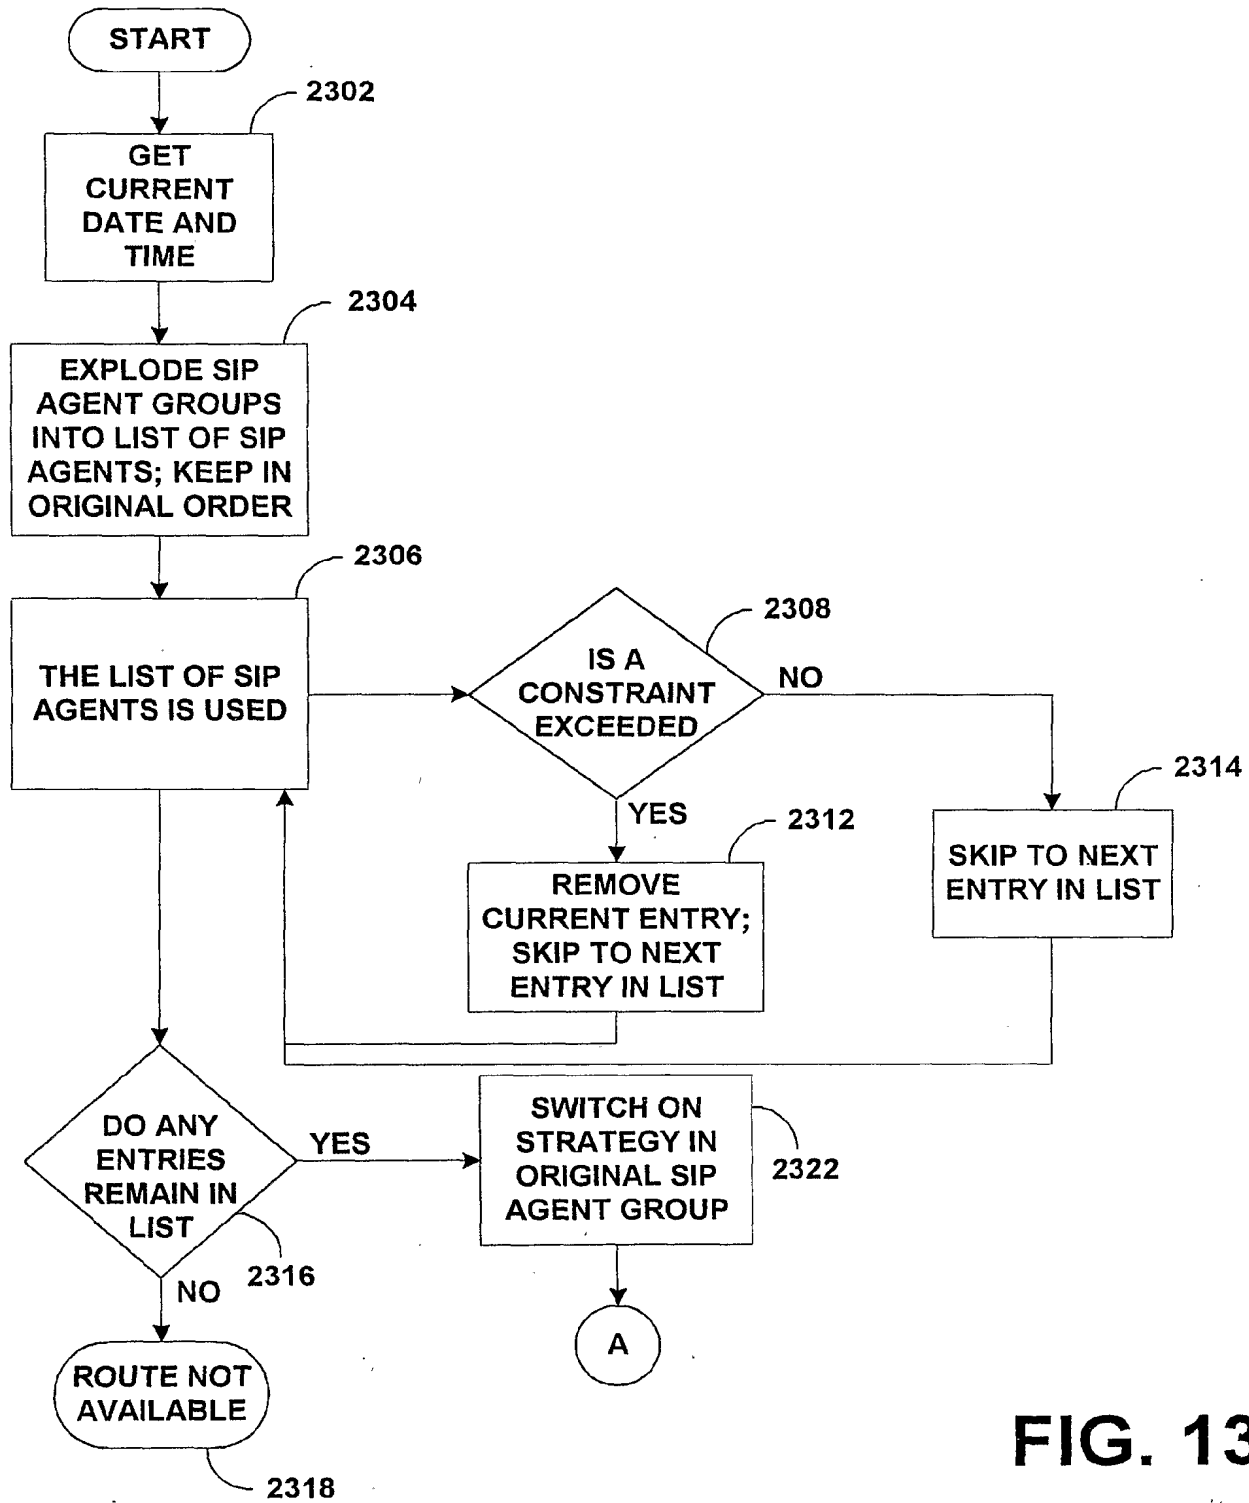 START
2302
GET
CURRENT
DATE AND
TIME
2304
EXPLODE SIP
AGENT GROUPS
INTO LIST OF SIP
AGENTS; KEEP IN
ORIGINAL ORDER
2306
THE LIST OF SIP
AGENTS IS USED
2308
IS A
CONSTRAINT
EXCEEDED
NO
YES
2312
REMOVE
CURRENT ENTRY;
SKIP TO NEXT
ENTRY IN LIST
2314
SKIP TO NEXT
ENTRY IN LIST
DO ANY
ENTRIES
REMAIN IN
LIST
YES
2316
NO
SWITCH ON
STRATEGY IN
ORIGINAL SIP
AGENT GROUP
2322
A
ROUTE NOT
AVAILABLE
2318
FIG. 13